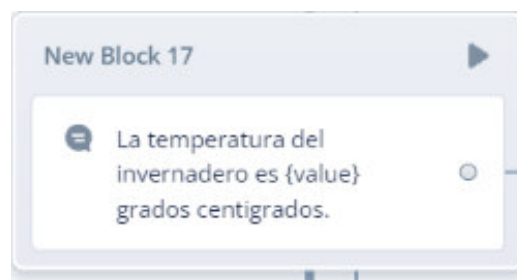 New Block 17
La temperatura del
invernadero es {value}
grados centigrados.